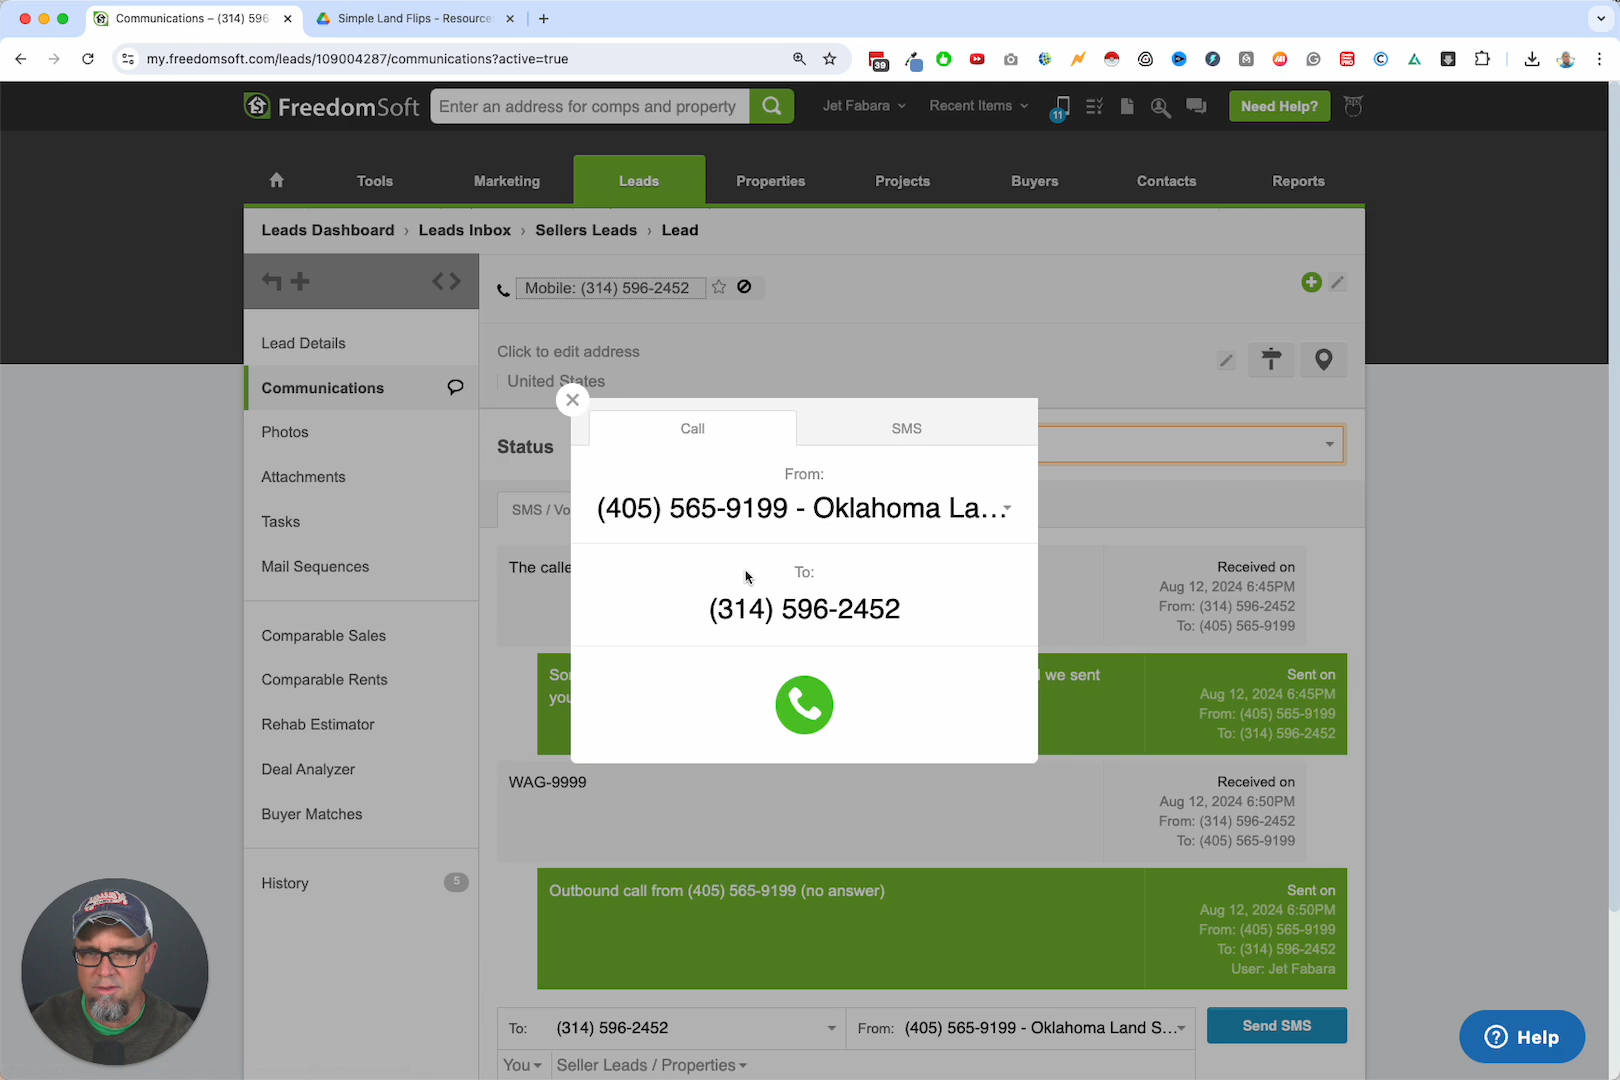 Communications – (314) 596
Simple Land Flips - Resource
my.freedomsoft.com/leads/109004287/communications?active=true
39
FreedomSoft
Enter an address for comps and property
Jet Fabara
Recent Items
11
Need Help?
Tools
Marketing
Leads
Properties
Projects
Buyers
Contacts
Reports
Leads Dashboard › Leads Inbox › Sellers Leads › Lead
Mobile: (314) 596-2452
Click to edit address
United States
Lead Details
Communications
Photos
Attachments
Tasks
Mail Sequences
Comparable Sales
Comparable Rents
Rehab Estimator
Deal Analyzer
Buyer Matches
History
5
Status
SMS / Vo
Call
SMS
From:
(405) 565-9199 - Oklahoma La...
To:
(314) 596-2452
The calle
Received on
Aug 12, 2024 6:45PM
From: (314) 596-2452
To: (405) 565-9199
we sent
you
Sent on
Aug 12, 2024 6:45PM
From: (405) 565-9199
To: (314) 596-2452
WAG-9999
Received on
Aug 12, 2024 6:50PM
From: (314) 596-2452
To: (405) 565-9199
Outbound call from (405) 565-9199 (no answer)
Sent on
Aug 12, 2024 6:50PM
From: (405) 565-9199
To: (314) 596-2452
User: Jet Fabara
To: (314) 596-2452
From: (405) 565-9199 - Oklahoma Land S...
Send SMS
You
Seller Leads / Properties
Help